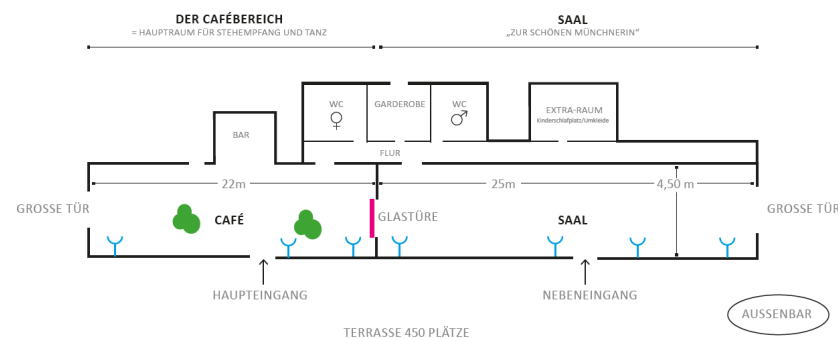 DER CAFÉBEREICH
= HAUPTRAUM FÜR STEHEMPFANG UND TANZ
SAAL
„ZUR SCHÖNEN MÜNCHNERIN“
WC
GARDEROBE
WC
EXTRA-RAUM
Kinderschlafplatz/Umkleide
BAR
FLUR
22m
25m
4,50 m
GROSSE TÜR
CAFÉ
GLASTÜRE
SAAL
GROSSE TÜR
HAUPTEINGANG
NEBENEINGANG
AUSSENBAR
TERRASSE 450 PLÄTZE